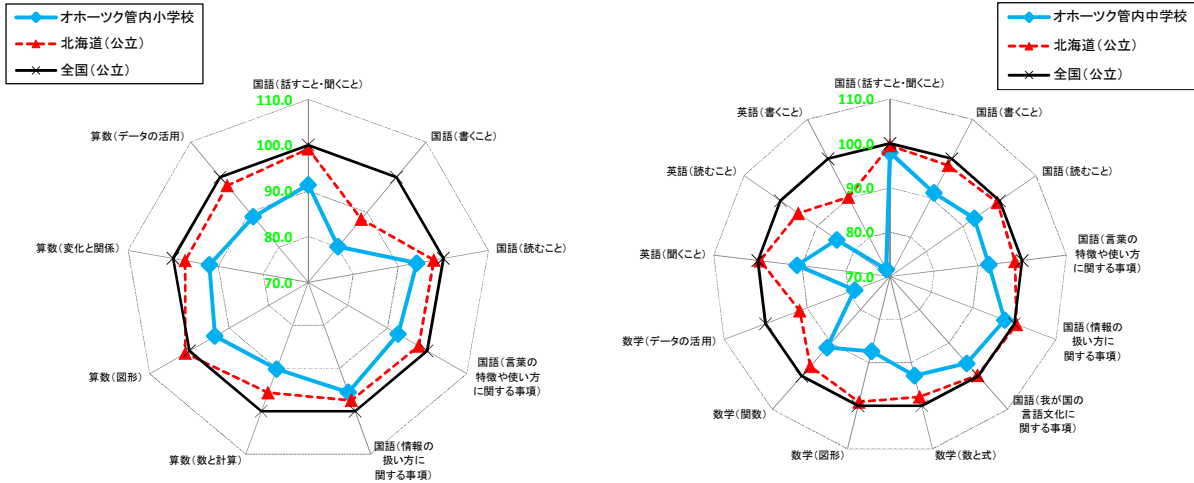 オホーツク管内小学校
北海道(公立)
全国(公立)
国語(話すこと・聞くこと)
国語(書くこと)
国語(読むこと)
国語(言葉の
特徴や使い方
に関する事項)
国語(情報の
扱い方に
関する事項)
算数(数と計算)
算数(図形)
算数(変化と関係)
算数(データの活用)
110.0
100.0
90.0
80.0
70.0
オホーツク管内中学校
北海道(公立)
全国(公立)
国語(話すこと・聞くこと)
国語(書くこと)
国語(読むこと)
国語(言葉の
特徴や使い方
に関する事項)
国語(情報の
扱い方に
関する事項)
国語(我が国の
言語文化に
関する事項)
数学(数と式)
数学(図形)
数学(関数)
数学(データの活用)
英語(聞くこと)
英語(読むこと)
英語(書くこと)
110.0
100.0
90.0
80.0
70.0